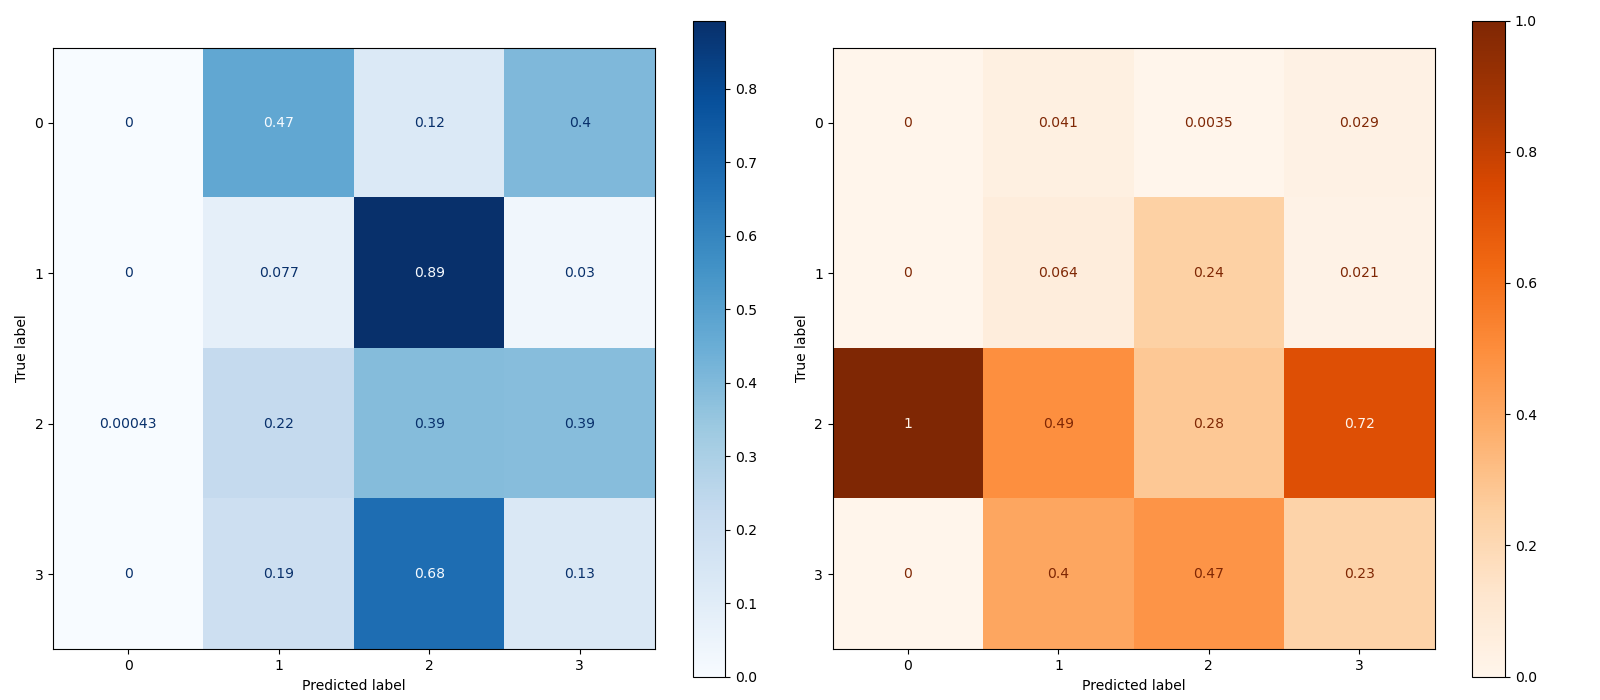 0 0.47 0.12 0.4
0 0.077 0.89 0.03
0.00043 0.22 0.39 0.39
0 0.19 0.68 0.13
0
1
2
3
True label
0 1 2 3
Predicted label
0.8
0.7
0.6
0.5
0.4
0.3
0.2
0.1
0.0
0 0.041 0.0035 0.029
0 0.064 0.24 0.021
1 0.49 0.28 0.72
0 0.4 0.47 0.23
0
1
2
3
True label
0 1 2 3
Predicted label
1.0
0.8
0.6
0.4
0.2
0.0